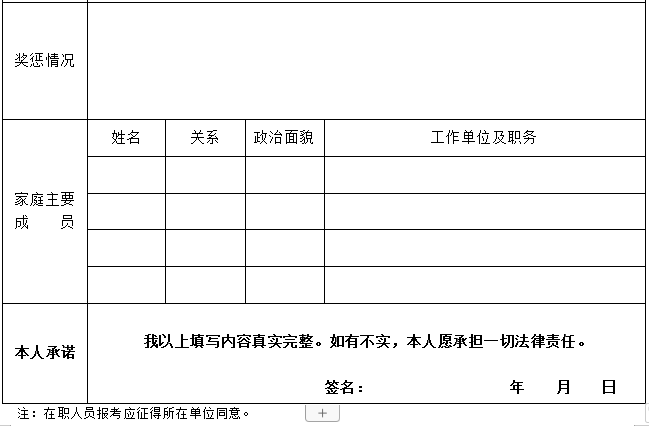 奖惩情况
姓名 关系 政治面貌 工作单位及职务
家庭主要
成 员
本人承诺
我以上填写内容真实完整。如有不实，本人愿承担一切法律责任。
签名： 年 月 日
注：在职人员报考应征得所在单位同意。